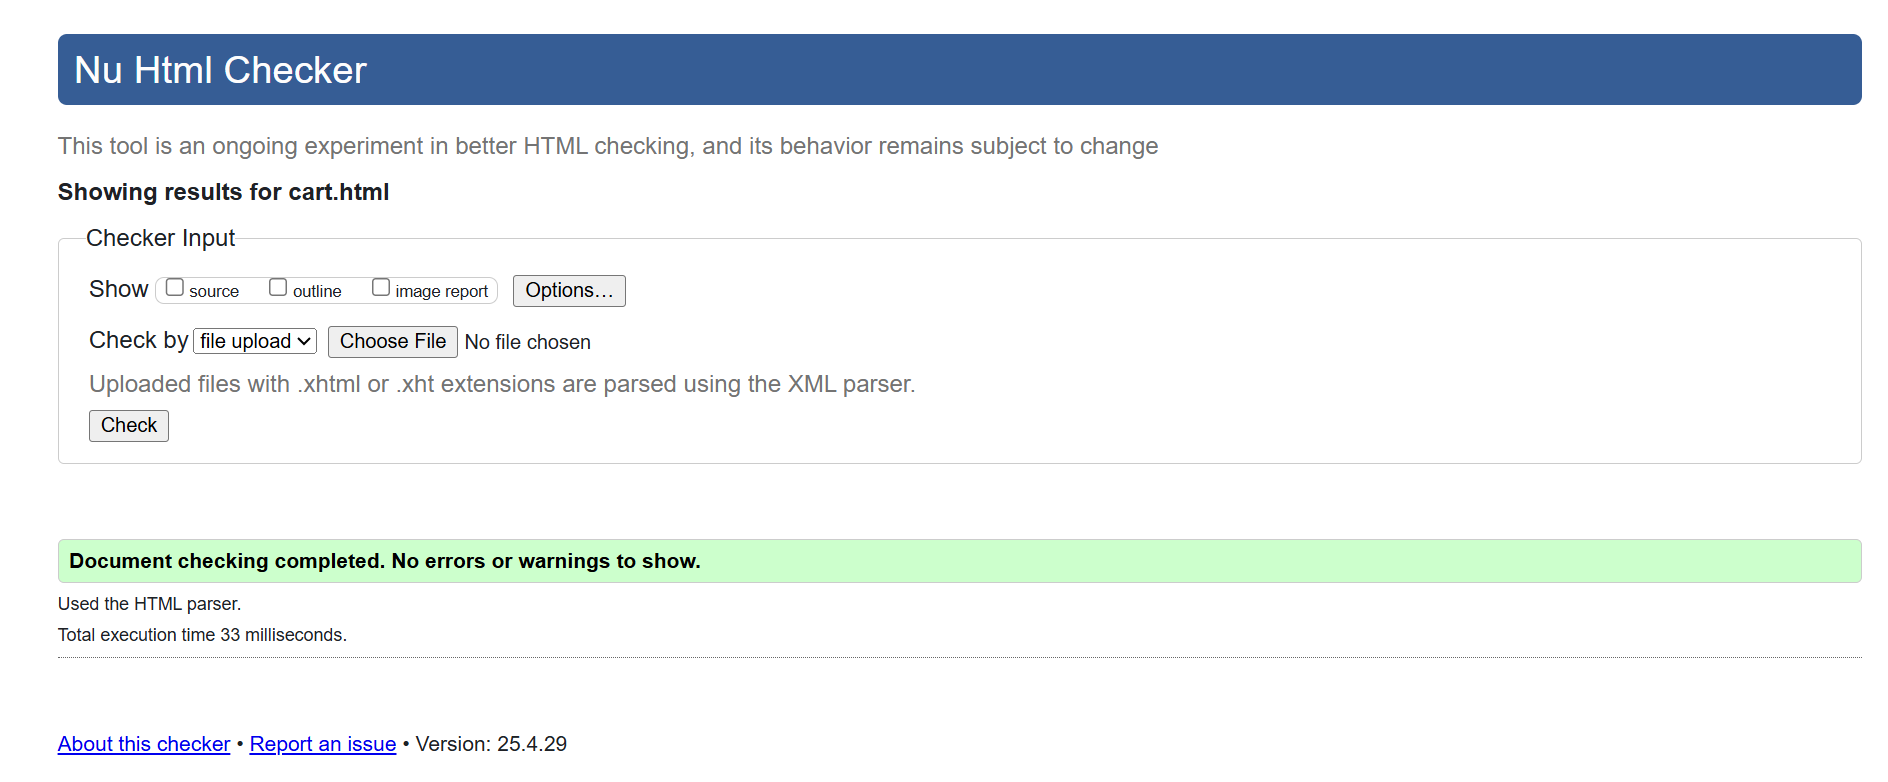 Nu Html Checker
This tool is an ongoing experiment in better HTML checking, and its behavior remains subject to change
Showing results for cart.html
Checker Input
Show source outline image report Options…
Check by file upload Choose File No file chosen
Uploaded files with .xhtml or .xht extensions are parsed using the XML parser.
Check
Document checking completed. No errors or warnings to show.
Used the HTML parser.
Total execution time 33 milliseconds.
About this checker • Report an issue • Version: 25.4.29